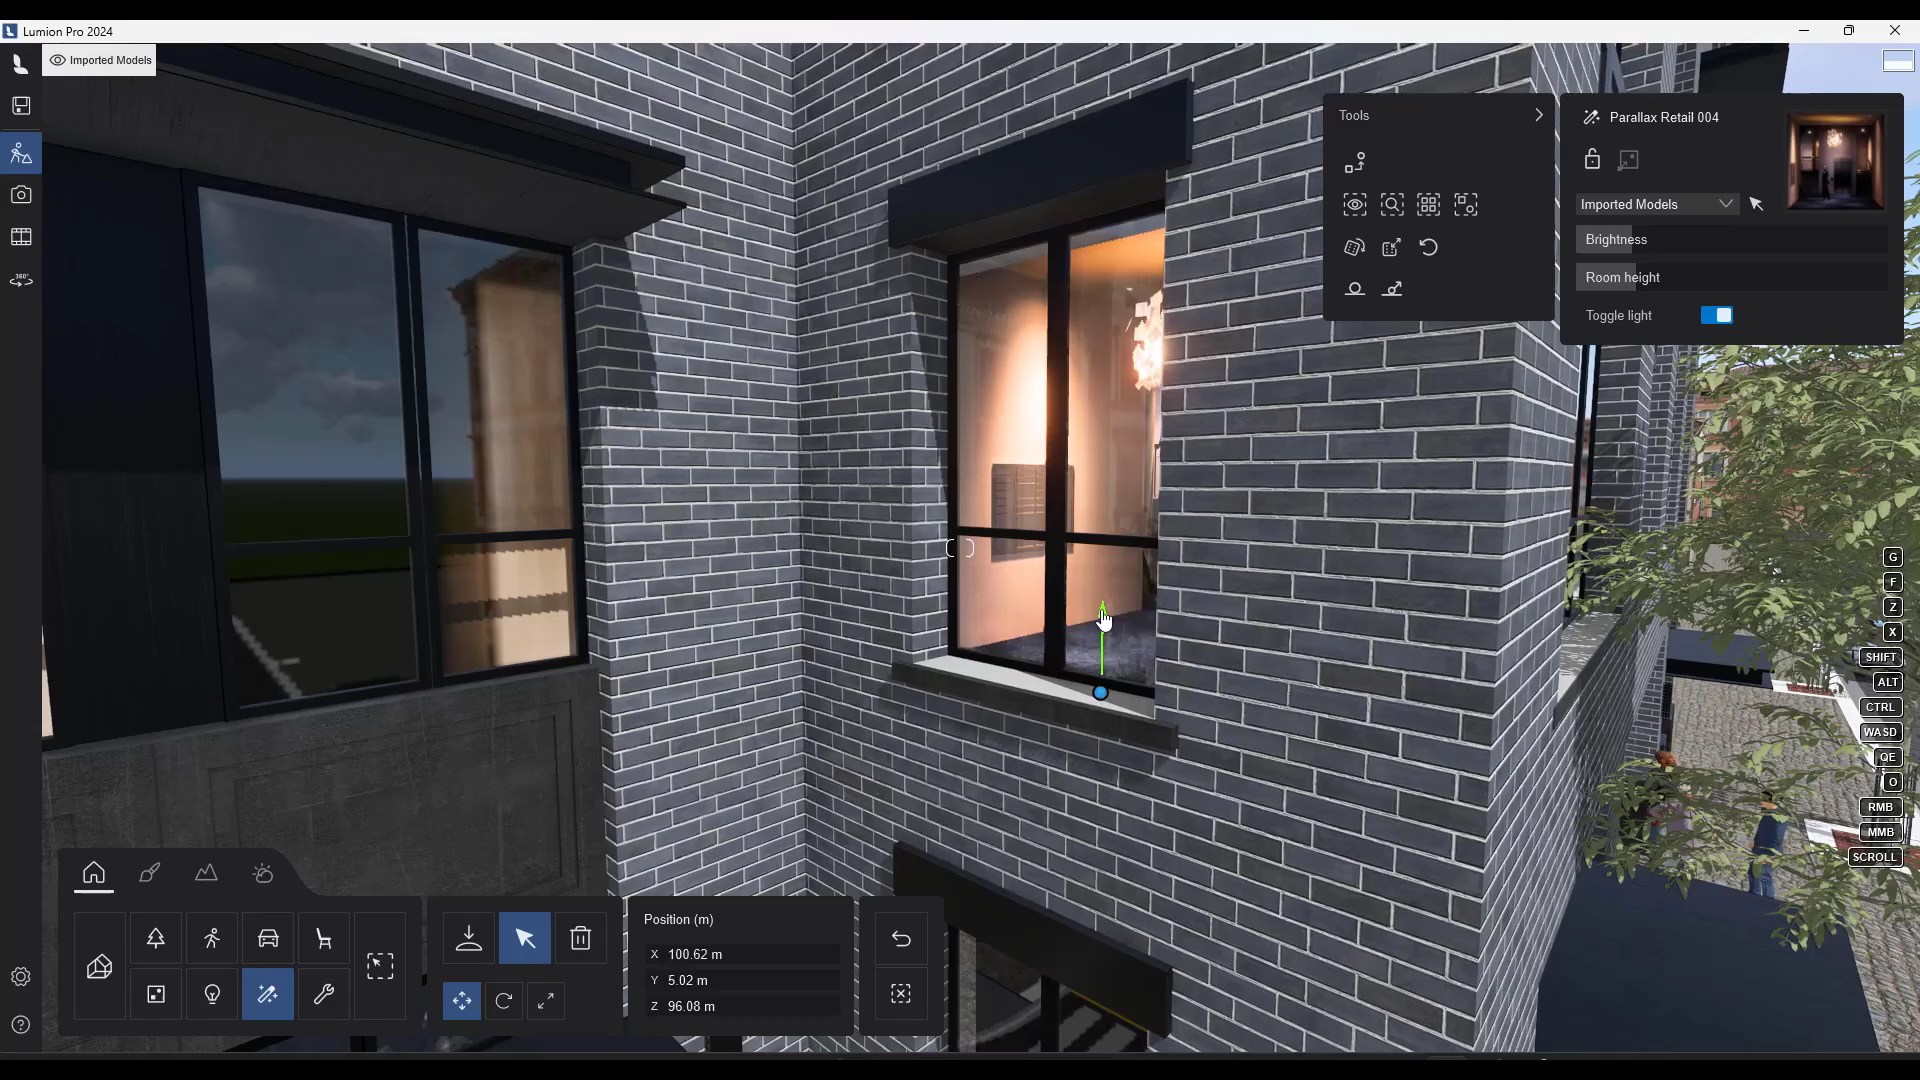 Lumion Pro 2024
Imported Models
Tools
Parallax Retail 004
Imported Models
Brightness
Room height
Toggle light
360°
G
F
Z
X
SHIFT
ALT
CTRL
WASD
QE
O
RMB
MMB
SCROLL
Position (m)
X 100.62 m
Y 5.02 m
Z 96.08 m